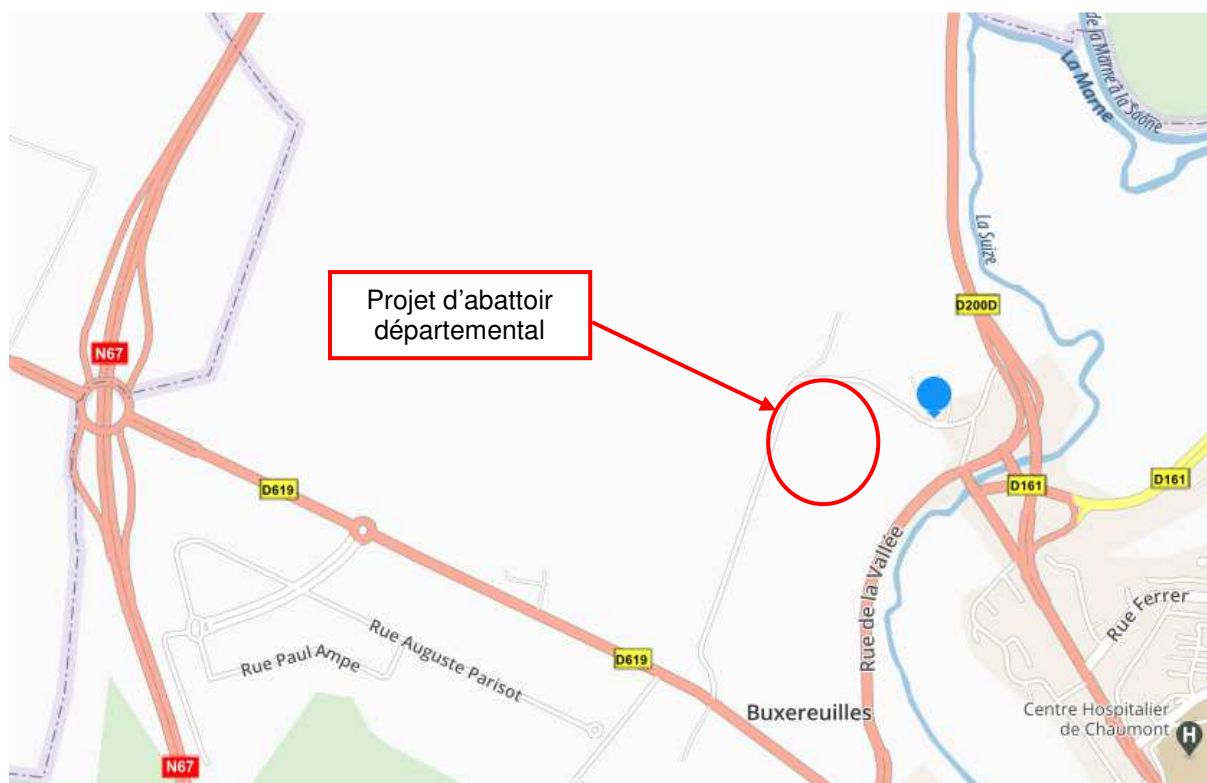 de la Marne à la Saône
La Marne
La Suize
Projet d'abattoir
départemental
D200D
N67
D619
D161
D161
Rue de la Vallée
Rue Ferrer
Rue Auguste Parisot
Rue Paul Ampe
D619
Buxereuilles
Centre Hospitalier
de Chaumont
H
N67